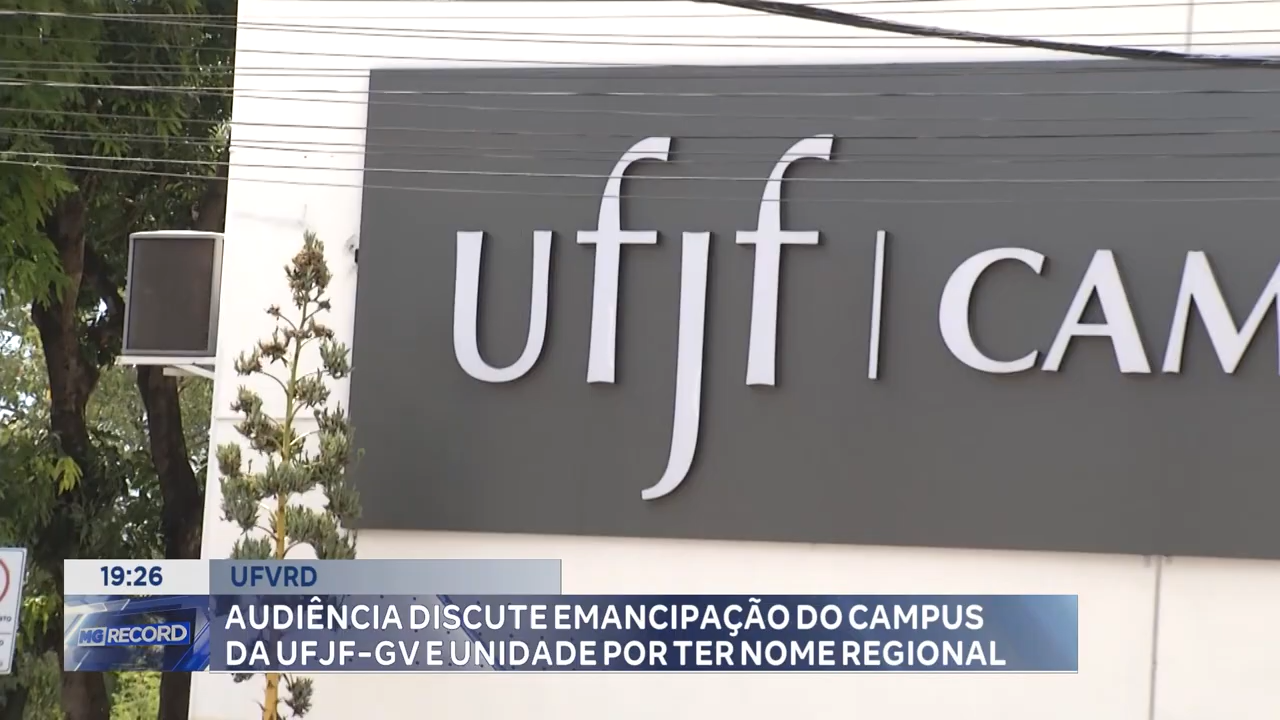 ufjf | CAM
19:26 UFVRD
MG RECORD
AUDIÊNCIA DISCUTE EMANCIPAÇÃO DO CAMPUS
DA UFJF-GV E UNIDADE POR TER NOME REGIONAL